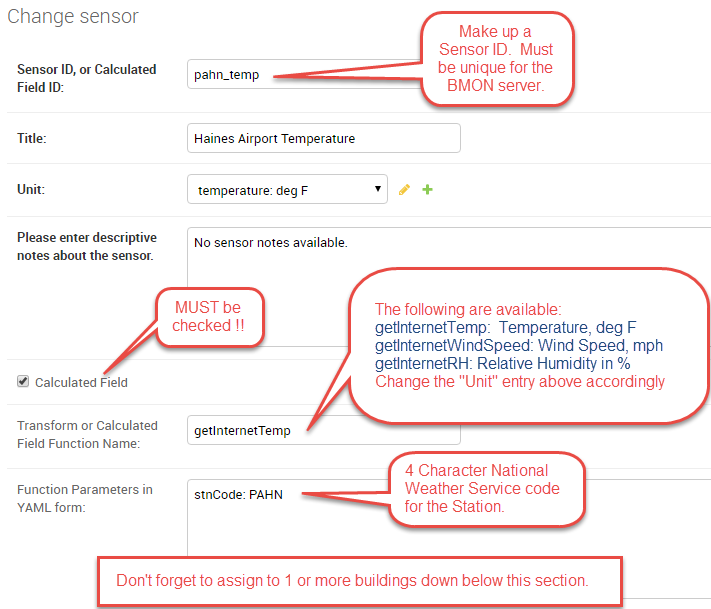 Change sensor
Make up a
Sensor ID. Must
be unique for the
BMON server.
Sensor ID, or Calculated
Field ID:
pahn_temp
Title:
Haines Airport Temperature
Unit:
temperature: deg F
Please enter descriptive
notes about the sensor.
No sensor notes available.
MUST be
checked !!
The following are available:
getInternetTemp: Temperature, deg F
getInternetWindSpeed: Wind Speed, mph
getInternetRH: Relative Humidity in %
Change the "Unit" entry above accordingly
Calculated Field
Transform or Calculated
Field Function Name:
getInternetTemp
Function Parameters in
YAML form:
stnCode: PAHN
4 Character National
Weather Service code
for the Station.
Don't forget to assign to 1 or more buildings down below this section.